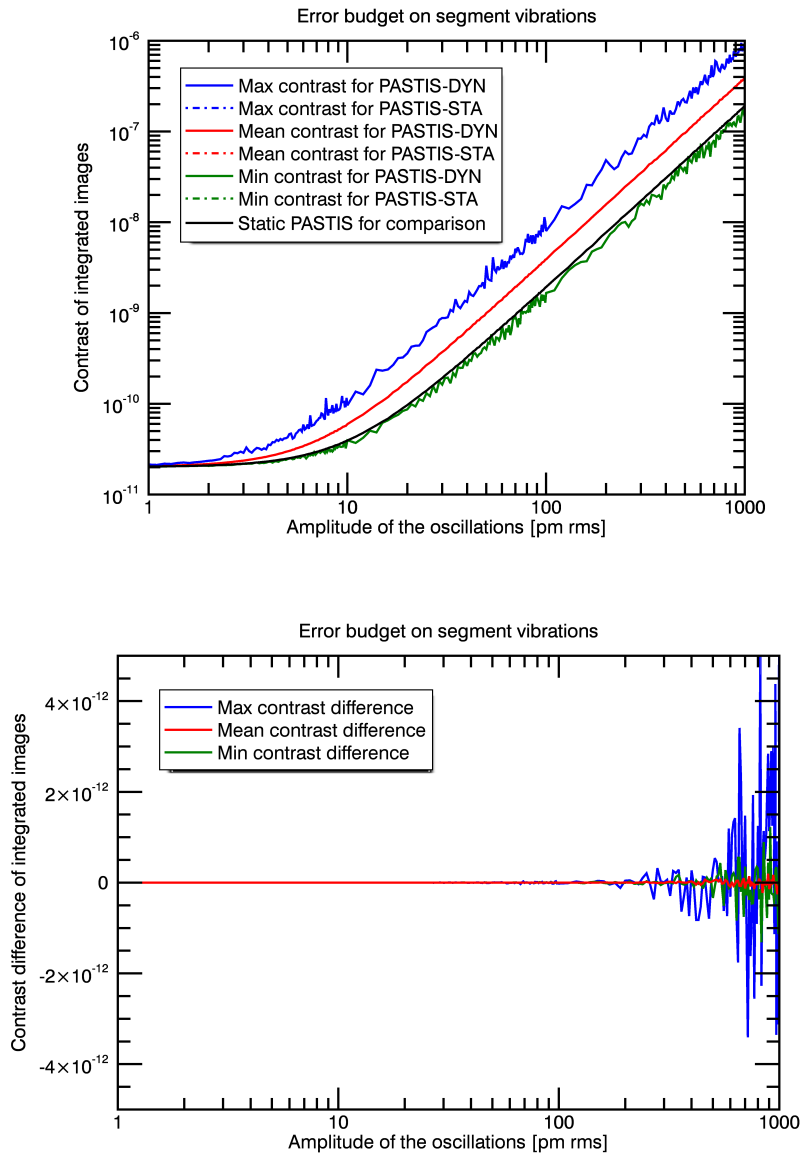 Error budget on segment vibrations
10⁻⁶
Max contrast for PASTIS-DYN
Max contrast for PASTIS-STA
10⁻⁷
Mean contrast for PASTIS-DYN
Mean contrast for PASTIS-STA
Min contrast for PASTIS-DYN
Min contrast for PASTIS-STA
10⁻⁸
Static PASTIS for comparison
Contrast of integrated images
10⁻⁹
10⁻¹⁰
10⁻¹¹
1 10 100 1000
Amplitude of the oscillations [pm rms]
Error budget on segment vibrations
4×10⁻¹²
Max contrast difference
Mean contrast difference
Min contrast difference
2×10⁻¹²
Contrast difference of integrated images
0
-2×10⁻¹²
-4×10⁻¹²
1 10 100 1000
Amplitude of the oscillations [pm rms]